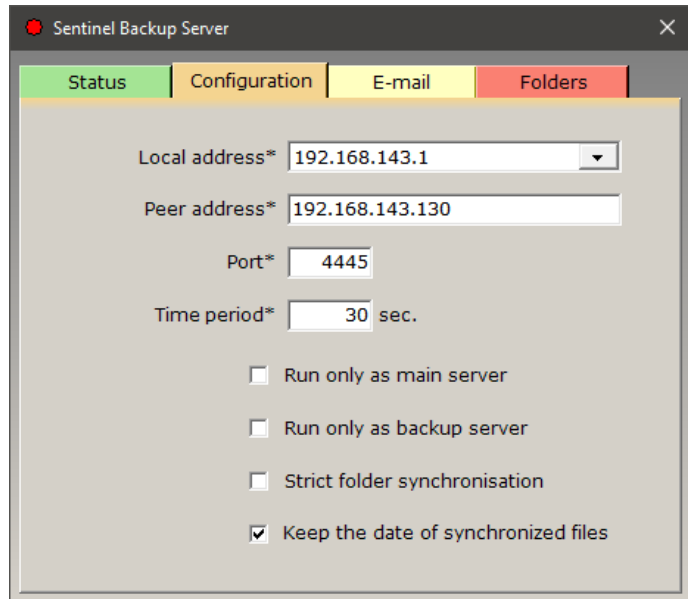 Sentinel Backup Server
Status Configuration E-mail Folders
Local address* 192.168.143.1
Peer address* 192.168.143.130
Port* 4445
Time period* 30 sec.
Run only as main server
Run only as backup server
Strict folder synchronisation
Keep the date of synchronized files